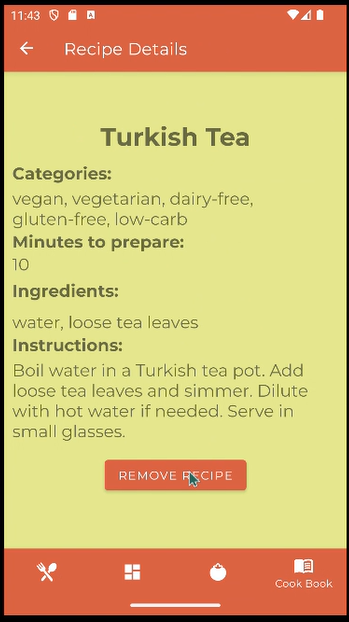 11:43
Recipe Details
Turkish Tea
Categories:
vegan, vegetarian, dairy-free,
gluten-free, low-carb
Minutes to prepare:
10
Ingredients:
water, loose tea leaves
Instructions:
Boil water in a Turkish tea pot. Add
loose tea leaves and simmer. Dilute
with hot water if needed. Serve in
small glasses.
REMOVE RECIPE
Cook Book